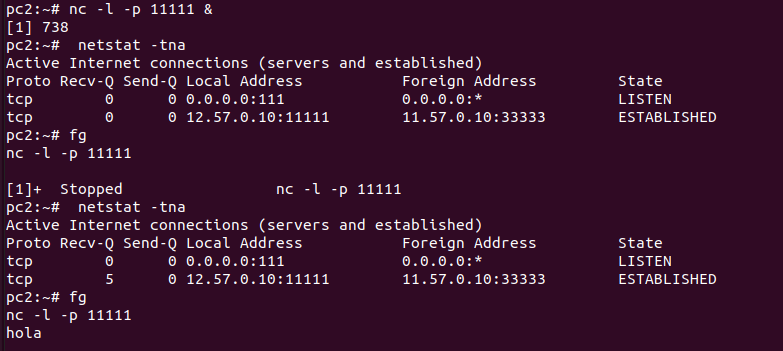 pc2:~# nc -l -p 11111 &
[1] 738
pc2:~#  netstat -tna
Active Internet connections (servers and established)
Proto Recv-Q Send-Q Local Address           Foreign Address         State
tcp        0      0 0.0.0.0:111             0.0.0.0:*               LISTEN
tcp        0      0 12.57.0.10:11111        11.57.0.10:33333        ESTABLISHED
pc2:~# fg
nc -l -p 11111
[1]+  Stopped                 nc -l -p 11111
pc2:~#  netstat -tna
Active Internet connections (servers and established)
Proto Recv-Q Send-Q Local Address           Foreign Address         State
tcp        0      0 0.0.0.0:111             0.0.0.0:*               LISTEN
tcp        5      0 12.57.0.10:11111        11.57.0.10:33333        ESTABLISHED
pc2:~# fg
nc -l -p 11111
hola